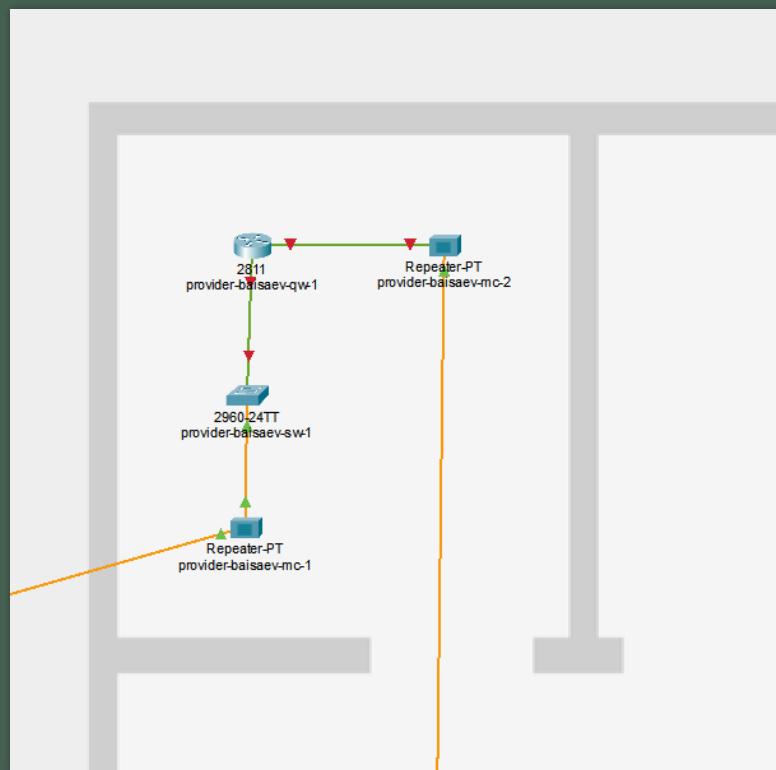 2811
provider-baisaev-qw-1
Repeater-PT
provider-baisaev-mc-2
2960-24TT
provider-baisaev-sw-1
Repeater-PT
provider-baisaev-mc-1